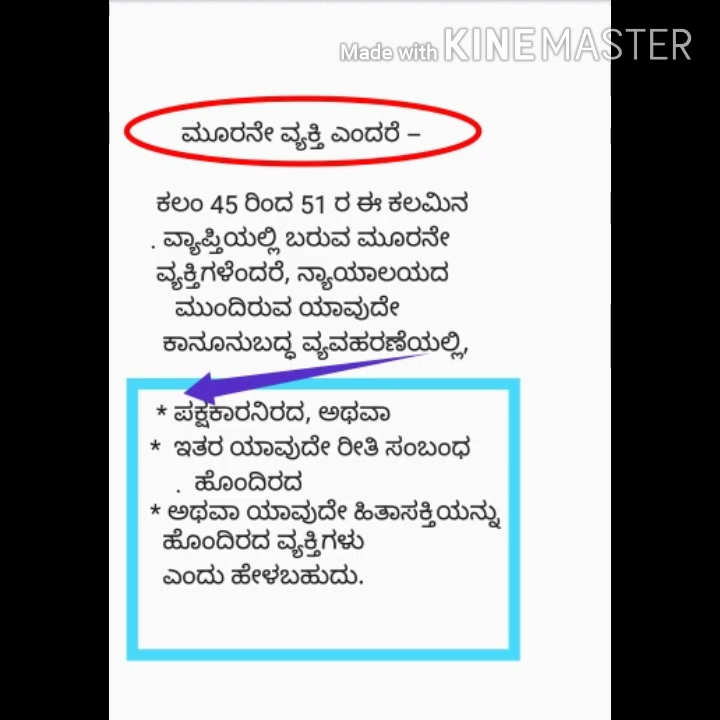 Made with KINEMASTER
ಮೂರನೇ ವ್ಯಕ್ತಿ ಎಂದರೆ –
ಕಲಂ 45 ರಿಂದ 51 ರ ಈ ಕಲಮಿನ
. ವ್ಯಾಪ್ತಿಯಲ್ಲಿ ಬರುವ ಮೂರನೇ
ವ್ಯಕ್ತಿಗಳೆಂದರೆ, ನ್ಯಾಯಾಲಯದ
ಮುಂದಿರುವ ಯಾವುದೇ
ಕಾನೂನುಬದ್ಧ ವ್ಯವಹರಣೆಯಲ್ಲಿ,
* ಪಕ್ಷಕಾರನಿರದ, ಅಥವಾ
* ಇತರ ಯಾವುದೇ ರೀತಿ ಸಂಬಂಧ
. ಹೊಂದಿರದ
* ಅಥವಾ ಯಾವುದೇ ಹಿತಾಸಕ್ತಿಯನ್ನು
ಹೊಂದಿರದ ವ್ಯಕ್ತಿಗಳು
ಎಂದು ಹೇಳಬಹುದು.